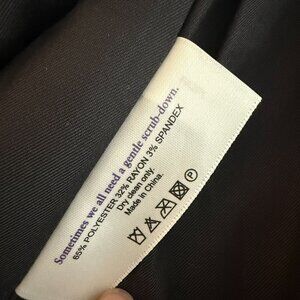 Sometimes we all need a gentle scrub-down.
65% POLYESTER 32% RAYON 3% SPANDEX
Dry clean only.
Made in China.
P